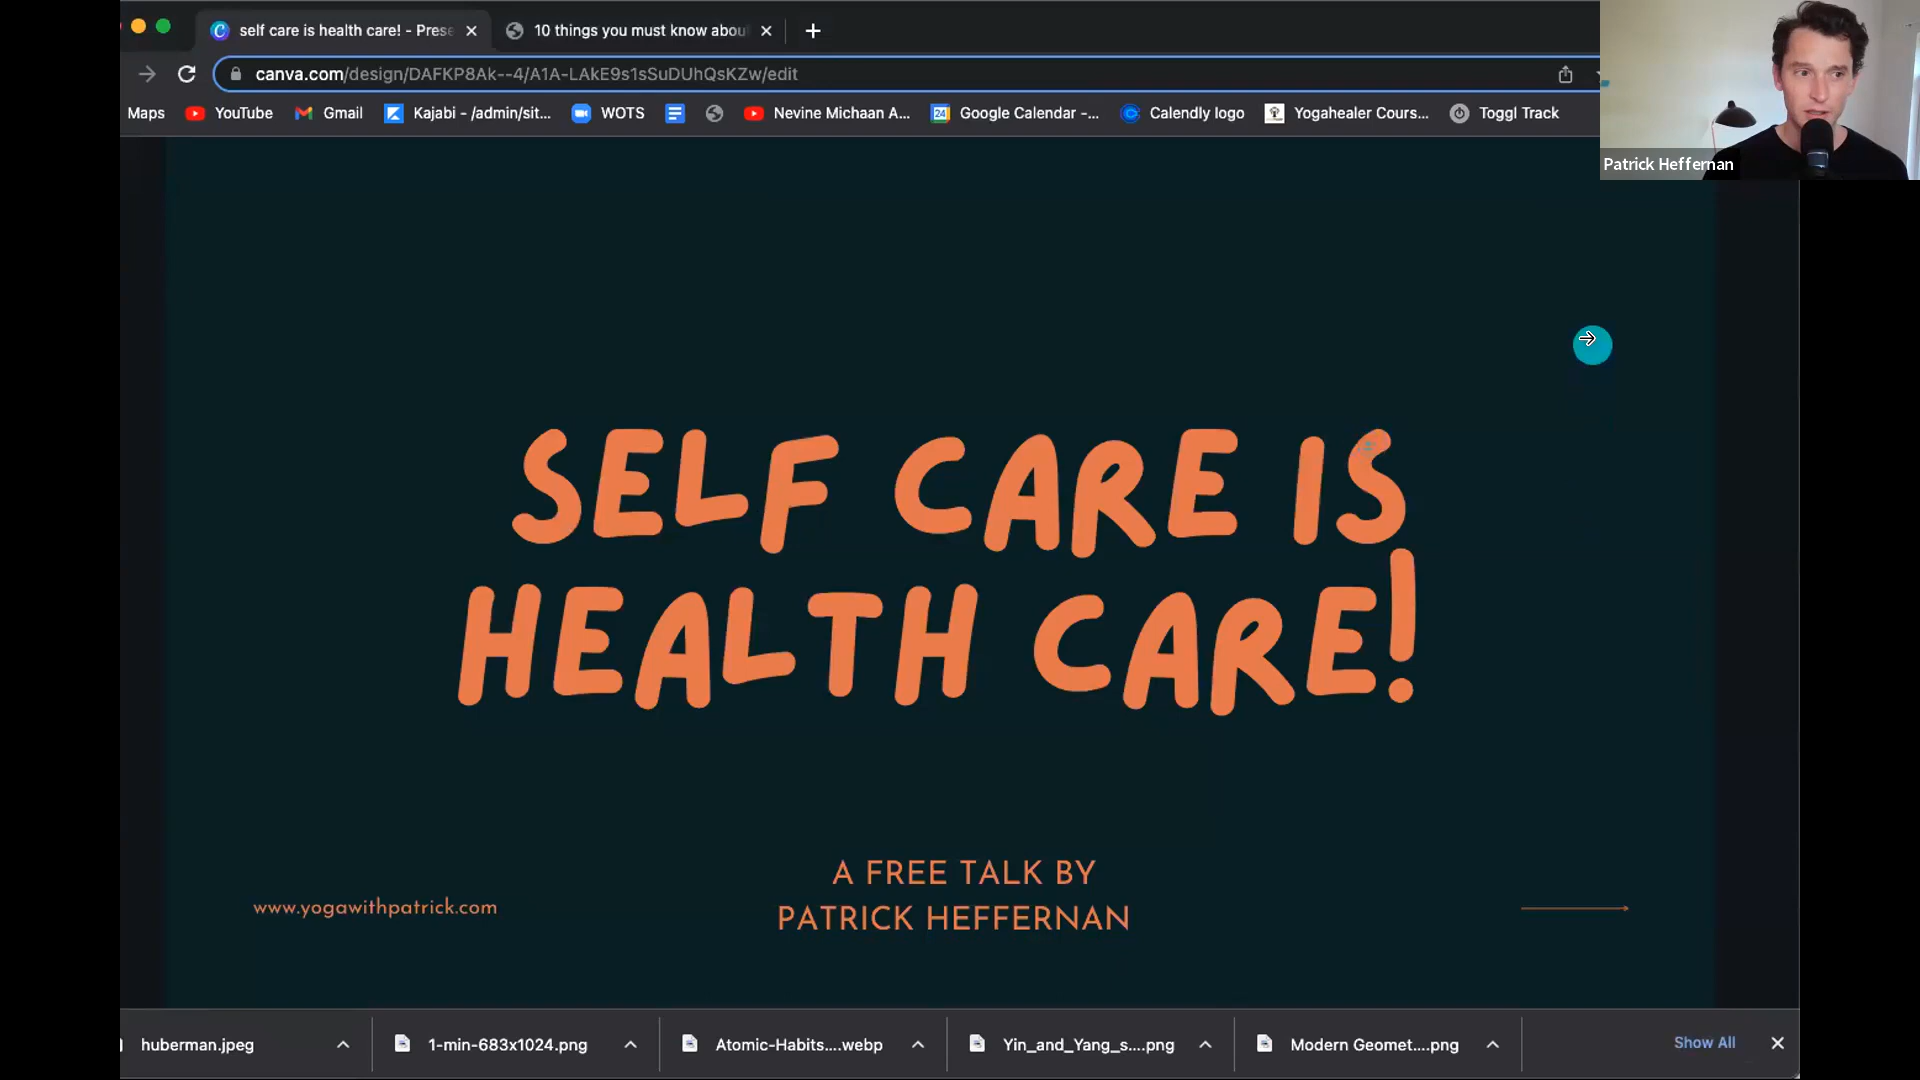 self care is health care! - Prese
10 things you must know abou
canva.com/design/DAFKP8Ak--4/A1A-LAkE9s1sSuDUhQsKZw/edit
Maps YouTube Gmail Kajabi - /admin/sit... WOTS Nevine Michaan A... 24 Google Calendar -... Calendly logo Yogahealer Cours... Toggl Track
Patrick Heffernan
SELF CARE IS
HEALTH CARE!
A FREE TALK BY
PATRICK HEFFERNAN
www.yogawithpatrick.com
huberman.jpeg 1-min-683x1024.png Atomic-Habits....webp Yin_and_Yang_s....png Modern Geomet....png Show All